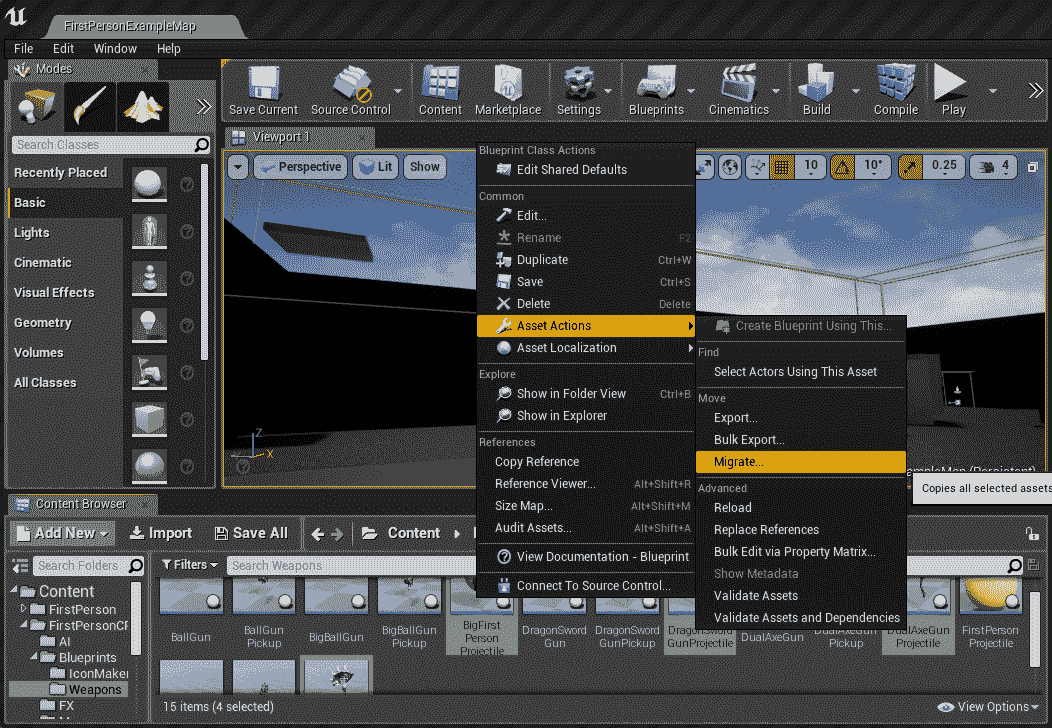 FirstPersonExampleMap
File Edit Window Help
Modes
Save Current Source Control Content Marketplace Settings Blueprints Cinematics Build Compile Play
Search Classes
Recently Placed
Basic
Lights
Cinematic
Visual Effects
Geometry
Volumes
All Classes
Viewport 1
Perspective Lit Show
10 10° 0.25 4
Blueprint Class Actions
Edit Shared Defaults
Common
Edit...
Rename F2
Duplicate Ctrl+W
Save Ctrl+S
Delete Delete
Asset Actions
Asset Localization
Explore
Show in Folder View Ctrl+B
Show in Explorer
References
Copy Reference
Reference Viewer... Alt+Shift+R
Size Map... Alt+Shift+M
Audit Assets... Alt+Shift+A
View Documentation - Blueprint
Connect To Source Control...
Create Blueprint Using This...
Find
Select Actors Using This Asset
Move
Export...
Bulk Export...
Migrate...
Advanced
Reload
Replace References
Bulk Edit via Property Matrix...
Show Metadata
Validate Assets
Validate Assets and Dependencies
(Persistent)
Copies all selected assets
Z
X
Content Browser
Add New Import Save All Content
Search Folders
Filters Search Weapons
Content
FirstPerson
FirstPersonCF
AI
Blueprints
IconMaker
Weapons
FX
BallGun
BallGun
Pickup
BigBallGun
BigBallGun
Pickup
BigFirst
Person
Projectile
DragonSword
Gun
DragonSword
GunPickup
DragonSword
GunProjectile
DualAxeGun
DualAxeGun
Pickup
DualAxeGun
Projectile
FirstPerson
Projectile
15 items (4 selected)
View Options